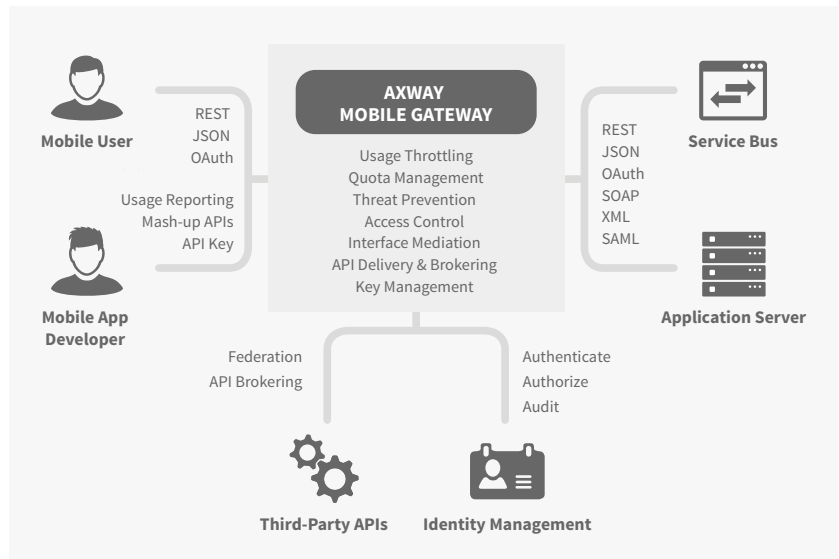 AXWAY
MOBILE GATEWAY
Usage Throttling
Quota Management
Threat Prevention
Access Control
Interface Mediation
API Delivery & Brokering
Key Management
Mobile User
REST
JSON
OAuth
Usage Reporting
Mash-up APIs
API Key
Mobile App
Developer
Service Bus
REST
JSON
OAuth
SOAP
XML
SAML
Application Server
Federation
API Brokering
Third-Party APIs
Authenticate
Authorize
Audit
Identity Management